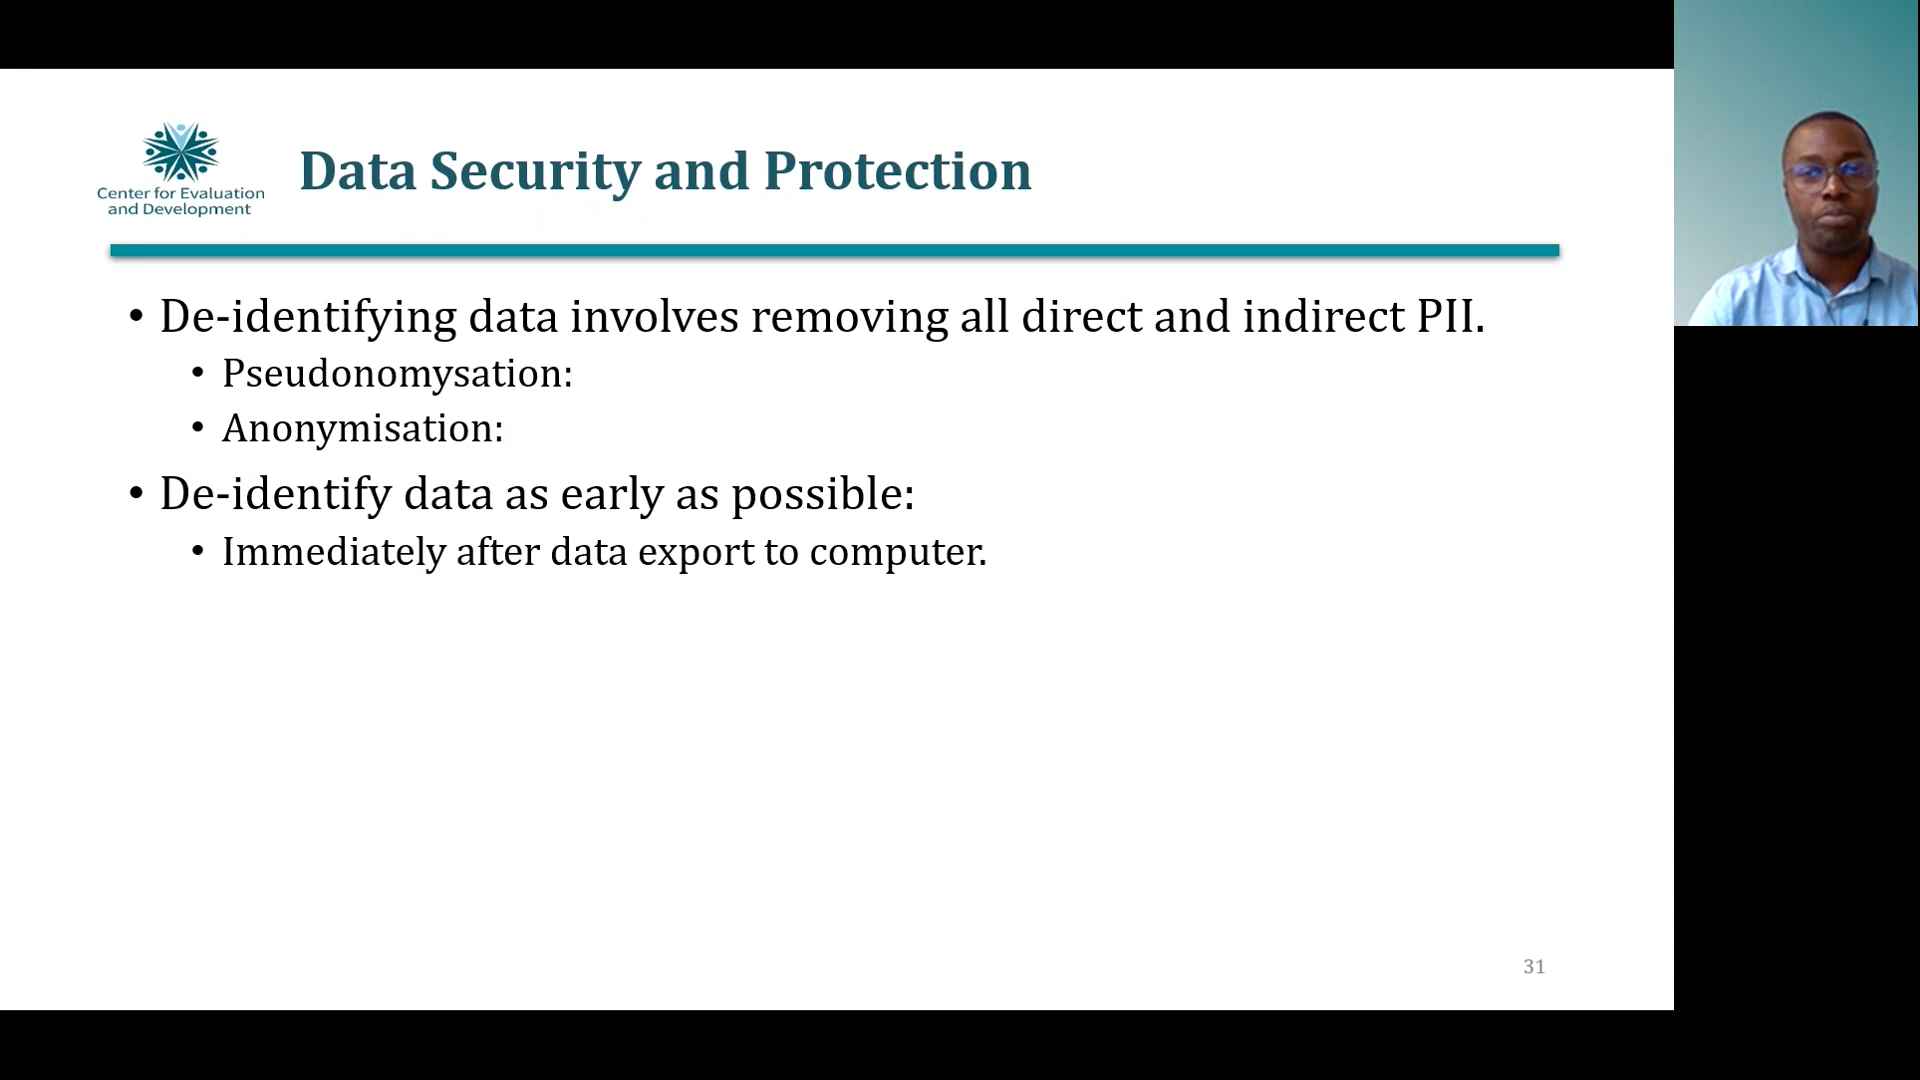 Center for Evaluation
and Development
Data Security and Protection
• De-identifying data involves removing all direct and indirect PII.
• Pseudonomysation:
• Anonymisation:
• De-identify data as early as possible:
• Immediately after data export to computer.
31